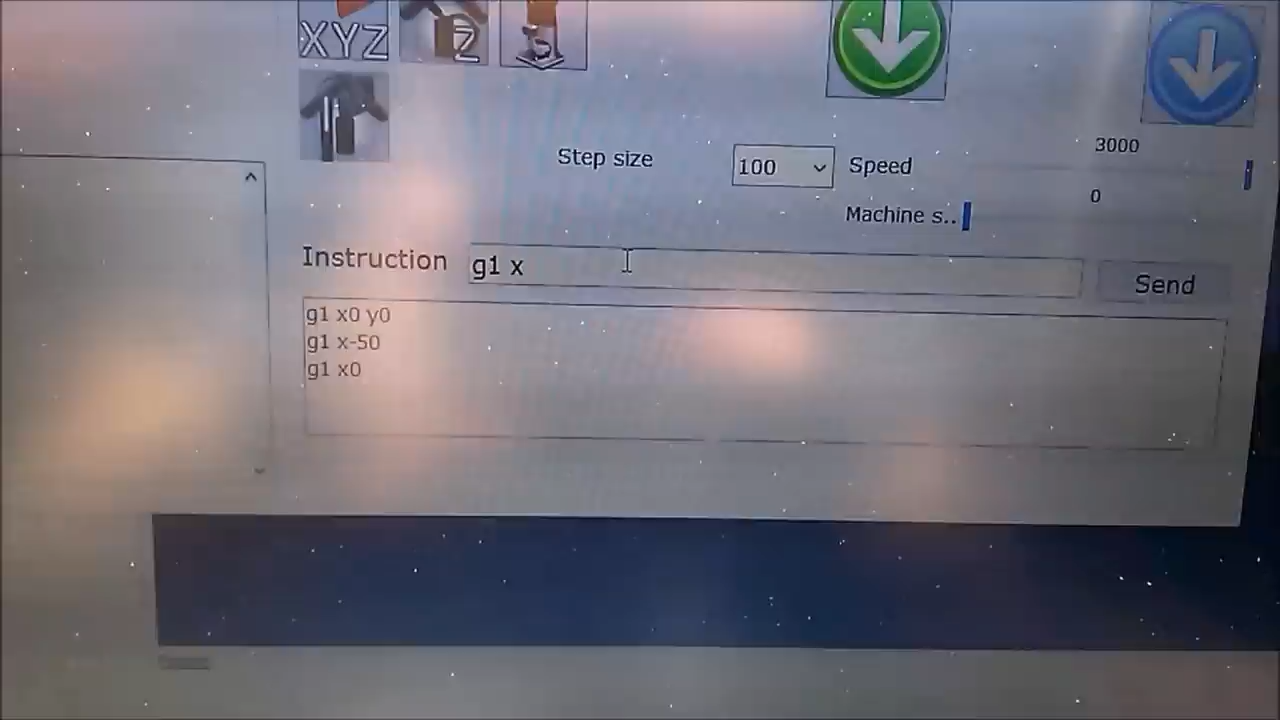 XYZ
Z
Step size
100
Speed
3000
0
Machine s..
Instruction
g1 x
Send
g1 x0 y0
g1 x-50
g1 x0